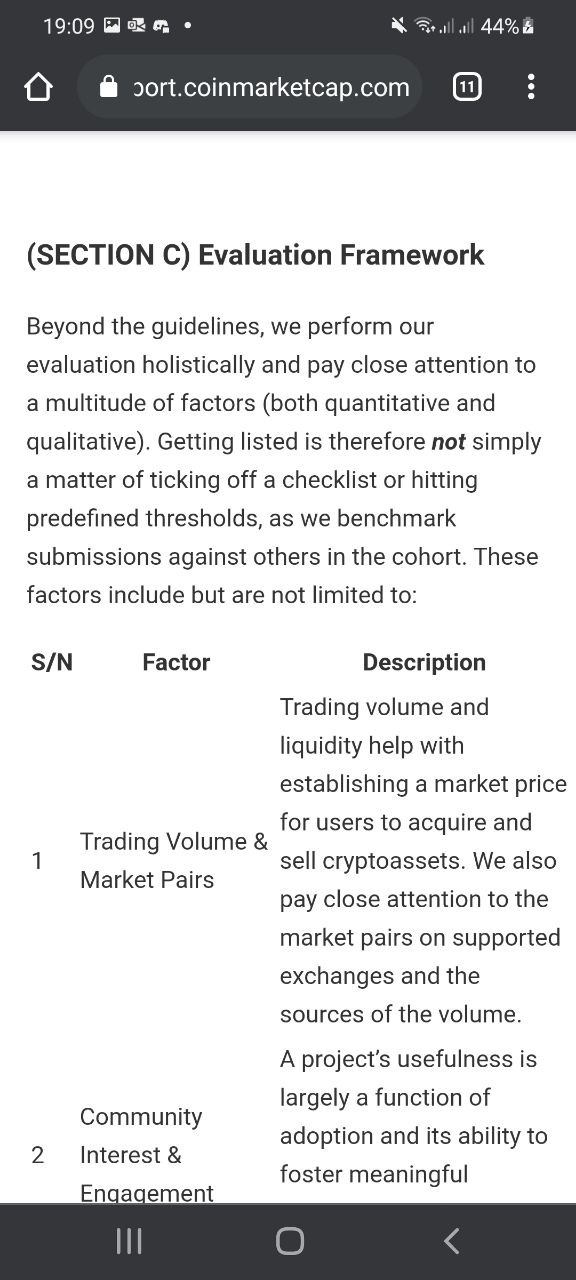 19:09
44%
port.coinmarketcap.com
11
(SECTION C) Evaluation Framework
Beyond the guidelines, we perform our
evaluation holistically and pay close attention to
a multitude of factors (both quantitative and
qualitative). Getting listed is therefore not simply
a matter of ticking off a checklist or hitting
predefined thresholds, as we benchmark
submissions against others in the cohort. These
factors include but are not limited to:
S/N Factor Description
1
Trading Volume &
Market Pairs
Trading volume and
liquidity help with
establishing a market price
for users to acquire and
sell cryptoassets. We also
pay close attention to the
market pairs on supported
exchanges and the
sources of the volume.
2
Community
Interest &
Engagement
A project’s usefulness is
largely a function of
adoption and its ability to
foster meaningful